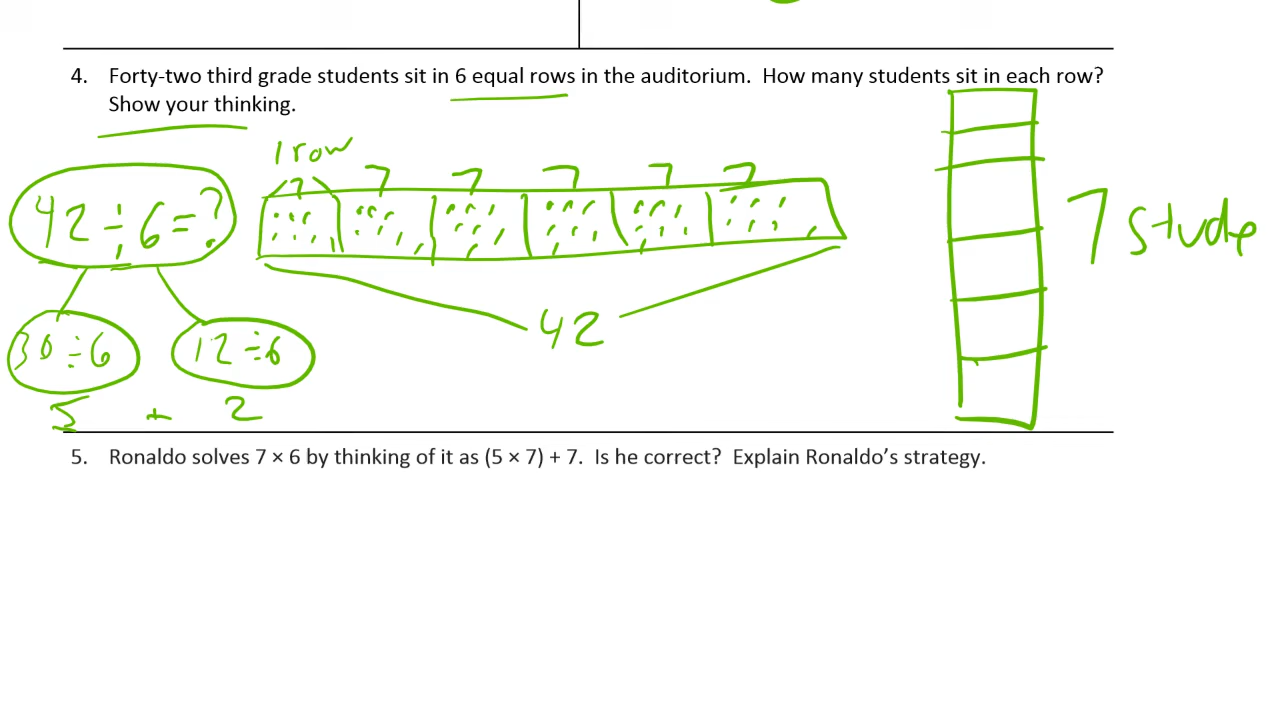 4. Forty-two third grade students sit in 6 equal rows in the auditorium. How many students sit in each row?
Show your thinking.
1 row
7 7 7 7 7 7
42 ÷ 6 = ?
7 stude
42
30 ÷ 6 12 ÷ 6
5 + 2
5. Ronaldo solves 7 × 6 by thinking of it as (5 × 7) + 7. Is he correct? Explain Ronaldo’s strategy.